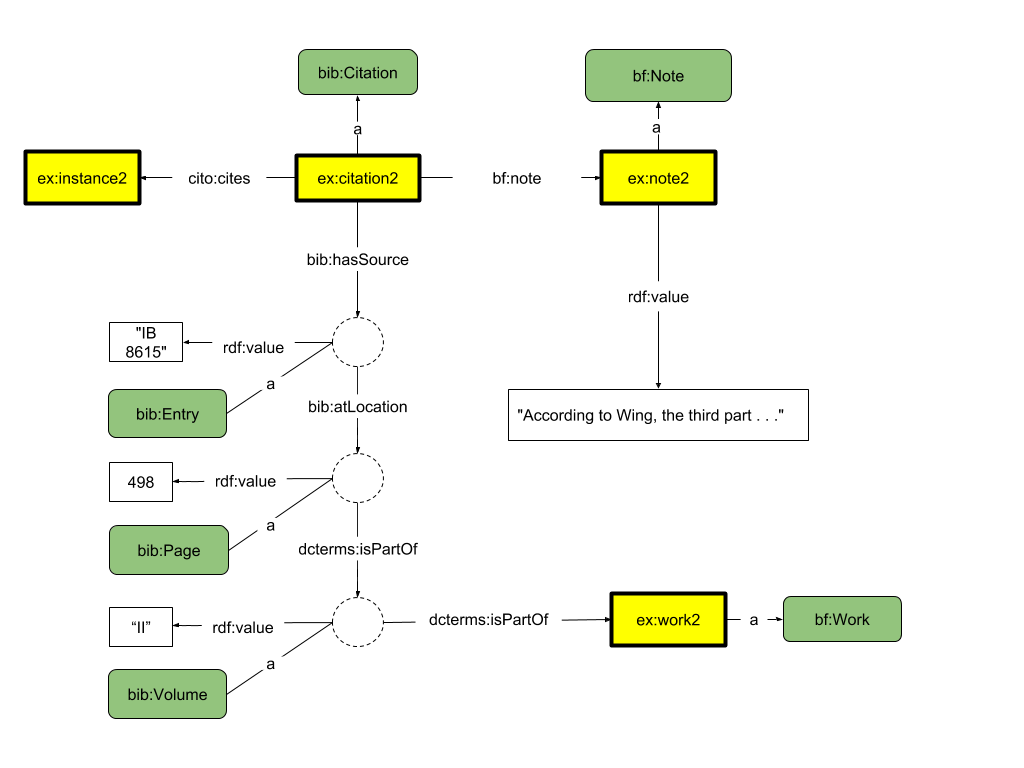 bib:Citation
bf:Note
a
a
ex:instance2
cito:cites
ex:citation2
bf:note
ex:note2
bib:hasSource
rdf:value
"IB
8615"
rdf:value
a
bib:Entry
bib:atLocation
"According to Wing, the third part . . ."
498
rdf:value
a
bib:Page
dcterms:isPartOf
“II”
rdf:value
dcterms:isPartOf
ex:work2
a
bf:Work
a
bib:Volume